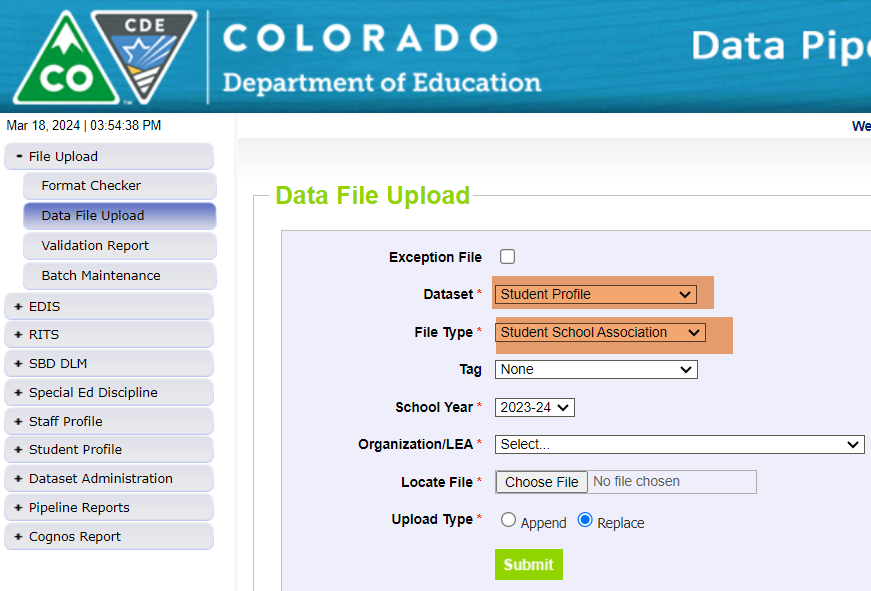 CDE
CO
TM
COLORADO
Department of Education
Data Pip
Mar 18, 2024 | 03:54:38 PM
We
- File Upload
Format Checker
Data File Upload
Validation Report
Batch Maintenance
+ EDIS
+ RITS
+ SBD DLM
+ Special Ed Discipline
+ Staff Profile
+ Student Profile
+ Dataset Administration
+ Pipeline Reports
+ Cognos Report
Data File Upload
Exception File
Dataset * Student Profile
File Type * Student School Association
Tag None
School Year * 2023-24
Organization/LEA * Select...
Locate File * Choose File No file chosen
Upload Type * Append Replace
Submit